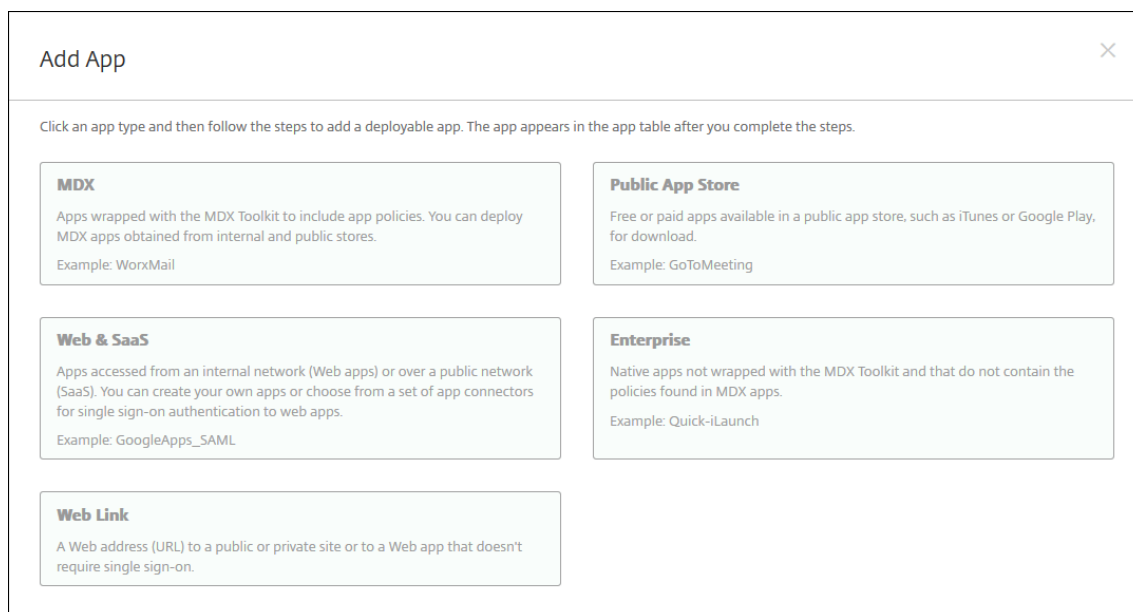 Add App
Click an app type and then follow the steps to add a deployable app. The app appears in the app table after you complete the steps.
MDX
Apps wrapped with the MDX Toolkit to include app policies. You can deploy
MDX apps obtained from internal and public stores.
Example: WorxMail
Public App Store
Free or paid apps available in a public app store, such as iTunes or Google Play,
for download.
Example: GoToMeeting
Web & SaaS
Apps accessed from an internal network (Web apps) or over a public network
(SaaS). You can create your own apps or choose from a set of app connectors
for single sign-on authentication to web apps.
Example: GoogleApps_SAML
Enterprise
Native apps not wrapped with the MDX Toolkit and that do not contain the
policies found in MDX apps.
Example: Quick-iLaunch
Web Link
A Web address (URL) to a public or private site or to a Web app that doesn't
require single sign-on.